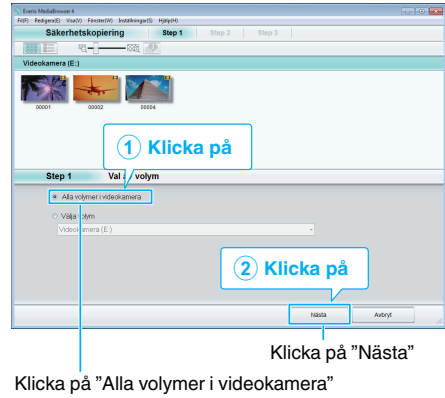 Everio MediaBrowser 4
Fil(F) Redigera(E) Visa(V) Fönster(W) Inställningar(S) Hjälp(H)
Säkerhetskopiering Step 1 Step 2 Step 3
Videokamera (E:)
00001 00002 00004
① Klicka på
Step 1 Val av volym
Alla volymer i videokamera
Välja volym
Videokamera (E:)
② Klicka på
Nästa Avbryt
Klicka på ”Nästa”
Klicka på ”Alla volymer i videokamera”